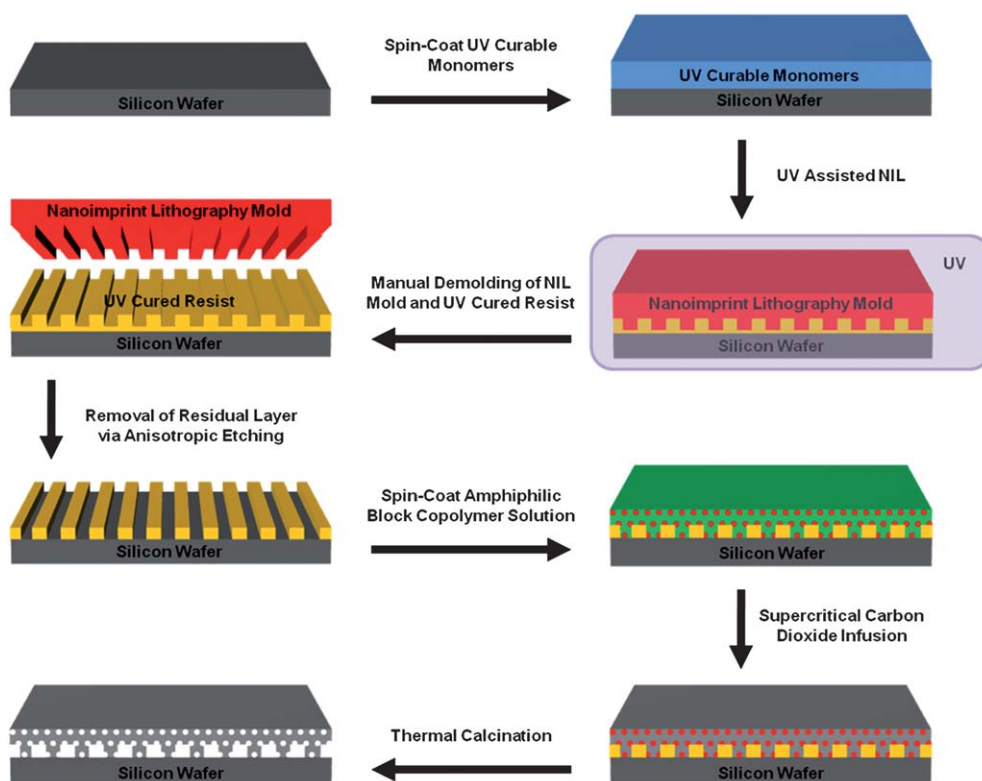 Silicon Wafer
Spin-Coat UV Curable
Monomers
UV Curable Monomers
Silicon Wafer
UV Assisted NIL
UV
Nanoimprint Lithography Mold
Silicon Wafer
Manual Demolding of NIL
Mold and UV Cured Resist
Nanoimprint Lithography Mold
UV Cured Resist
Silicon Wafer
Removal of Residual Layer
via Anisotropic Etching
Silicon Wafer
Spin-Coat Amphiphilic
Block Copolymer Solution
Silicon Wafer
Supercritical Carbon
Dioxide Infusion
Silicon Wafer
Thermal Calcination
Silicon Wafer